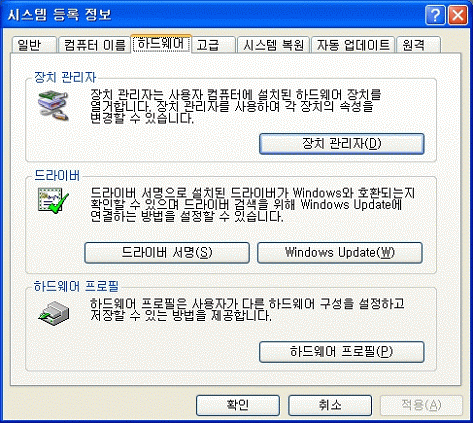 시스템 등록 정보
일반 컴퓨터 이름 하드웨어 고급 시스템 복원 자동 업데이트 원격
장치 관리자
장치 관리자는 사용자 컴퓨터에 설치된 하드웨어 장치를
열거합니다. 장치 관리자를 사용하여 각 장치의 속성을
변경할 수 있습니다.
장치 관리자(D)
드라이버
드라이버 서명으로 설치된 드라이버가 Windows와 호환되는지
확인할 수 있으며 드라이버 검색을 위해 Windows Update에
연결하는 방법을 설정할 수 있습니다.
드라이버 서명(S) Windows Update(W)
하드웨어 프로필
하드웨어 프로필은 사용자가 다른 하드웨어 구성을 설정하고
저장할 수 있는 방법을 제공합니다.
하드웨어 프로필(P)
확인 취소 적용(A)